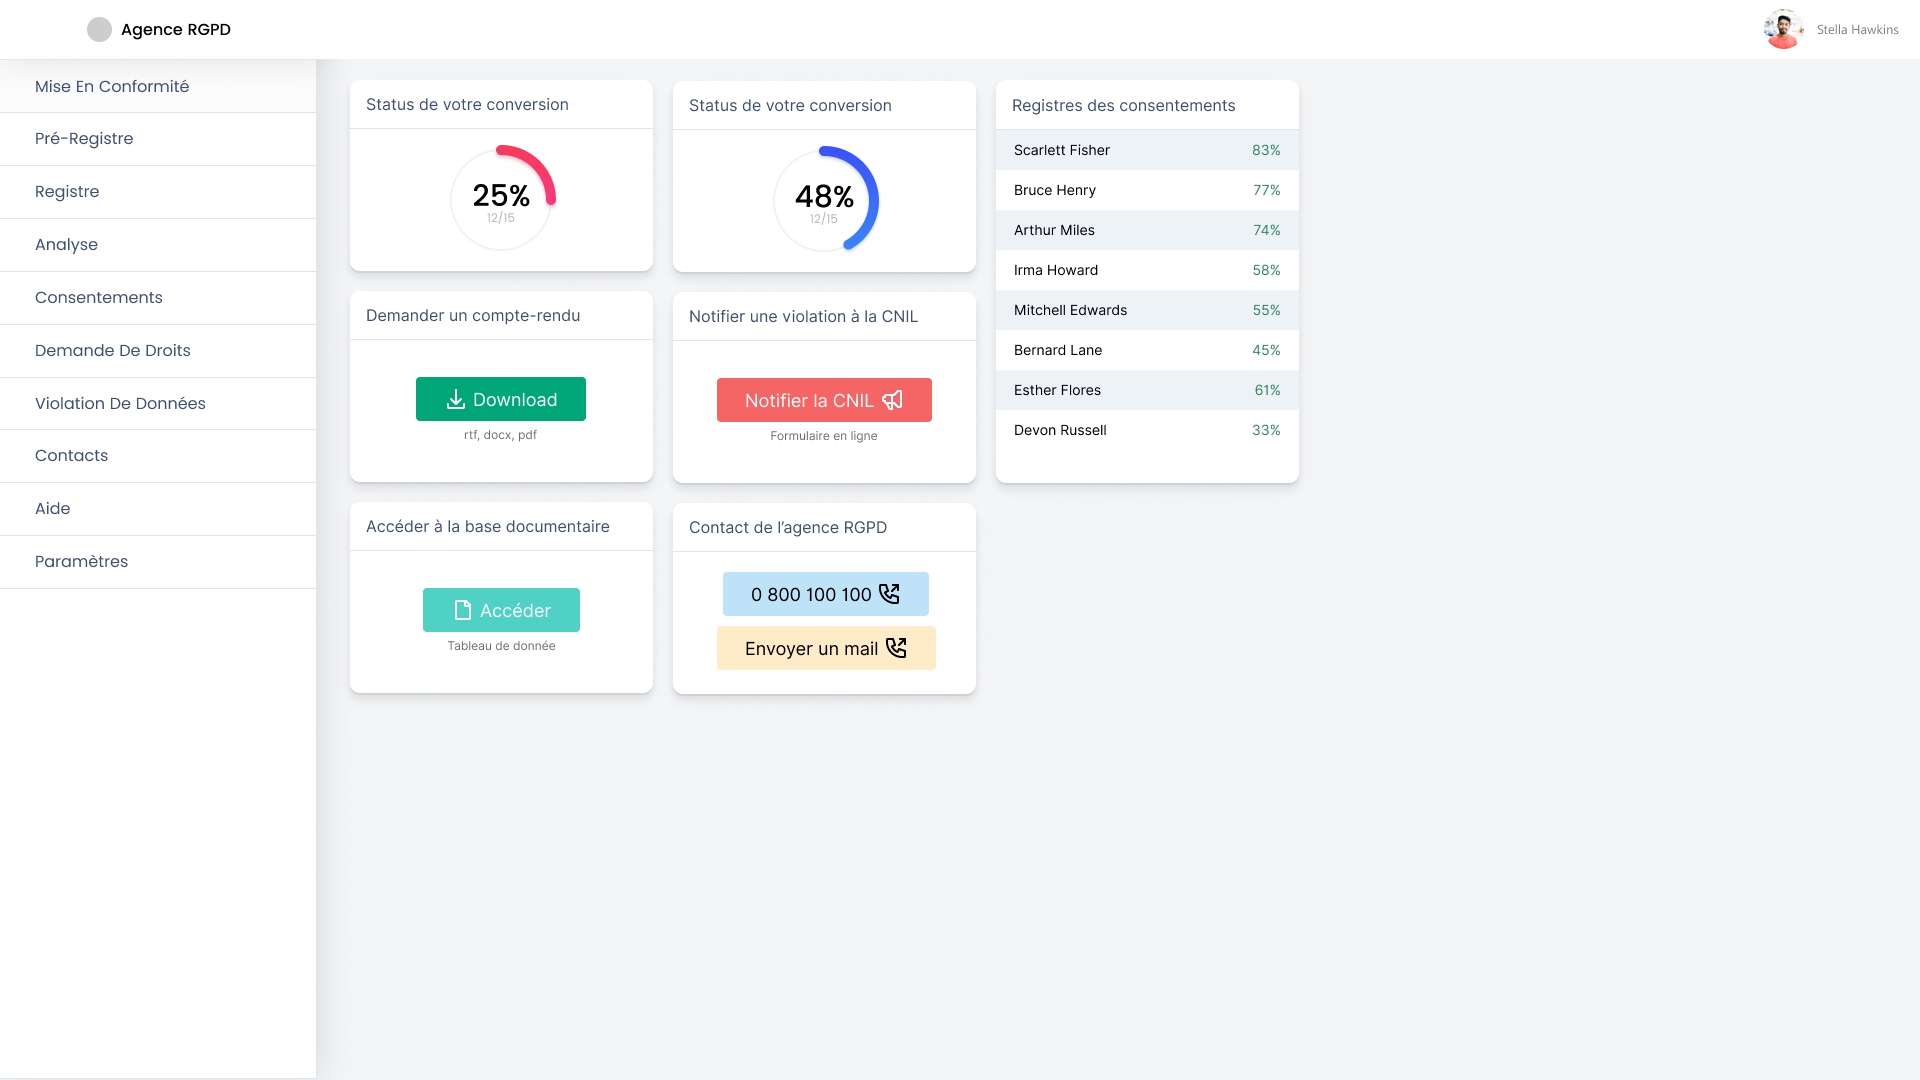 Agence RGPD
Stella Hawkins
Mise En Conformité
Pré-Registre
Registre
Analyse
Consentements
Demande De Droits
Violation De Données
Contacts
Aide
Paramètres
Status de votre conversion
25%
12/15
Status de votre conversion
48%
12/15
Registres des consentements
Scarlett Fisher 83%
Bruce Henry 77%
Arthur Miles 74%
Irma Howard 58%
Mitchell Edwards 55%
Bernard Lane 45%
Esther Flores 61%
Devon Russell 33%
Demander un compte-rendu
Download
rtf, docx, pdf
Notifier une violation à la CNIL
Notifier la CNIL
Formulaire en ligne
Accéder à la base documentaire
Accéder
Tableau de donnée
Contact de l’agence RGPD
0 800 100 100
Envoyer un mail